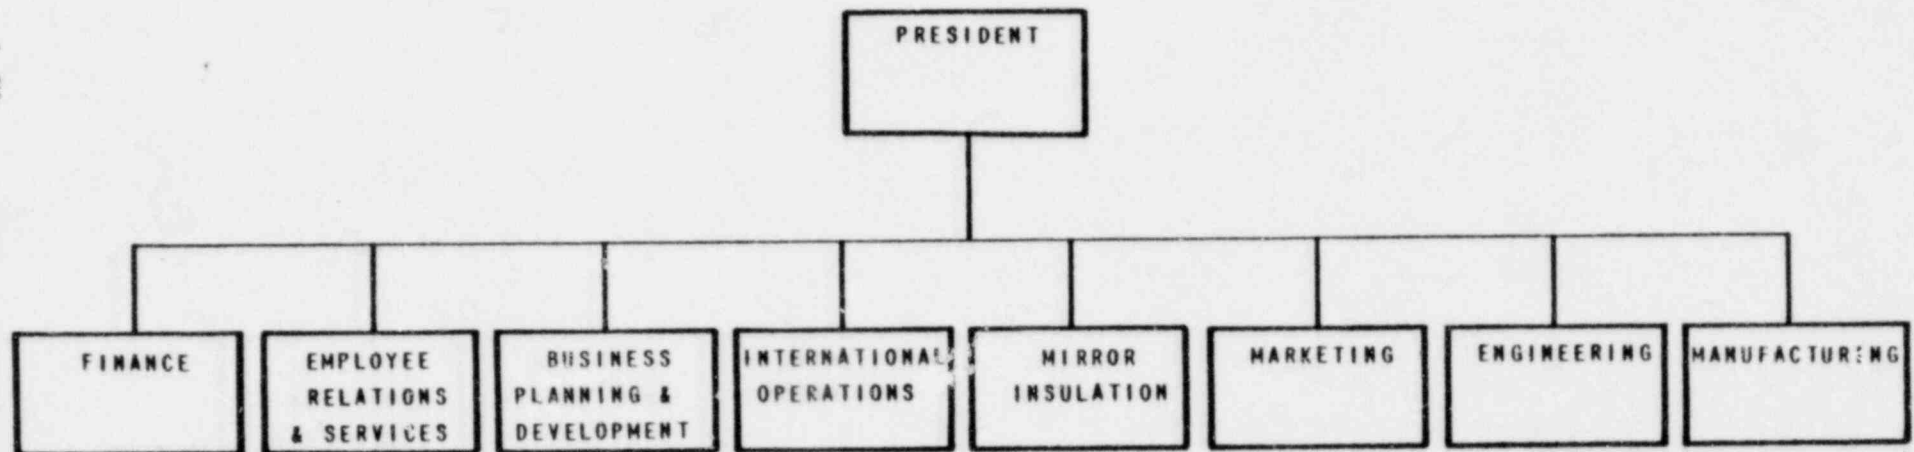 PRESIDENT
FINANCE
EMPLOYEE
RELATIONS
& SERVICES
BUSINESS
PLANNING &
DEVELOPMENT
INTERNATIONAL
OPERATIONS
MIRROR
INSULATION
MARKETING
ENGINEERING
MANUFACTURING